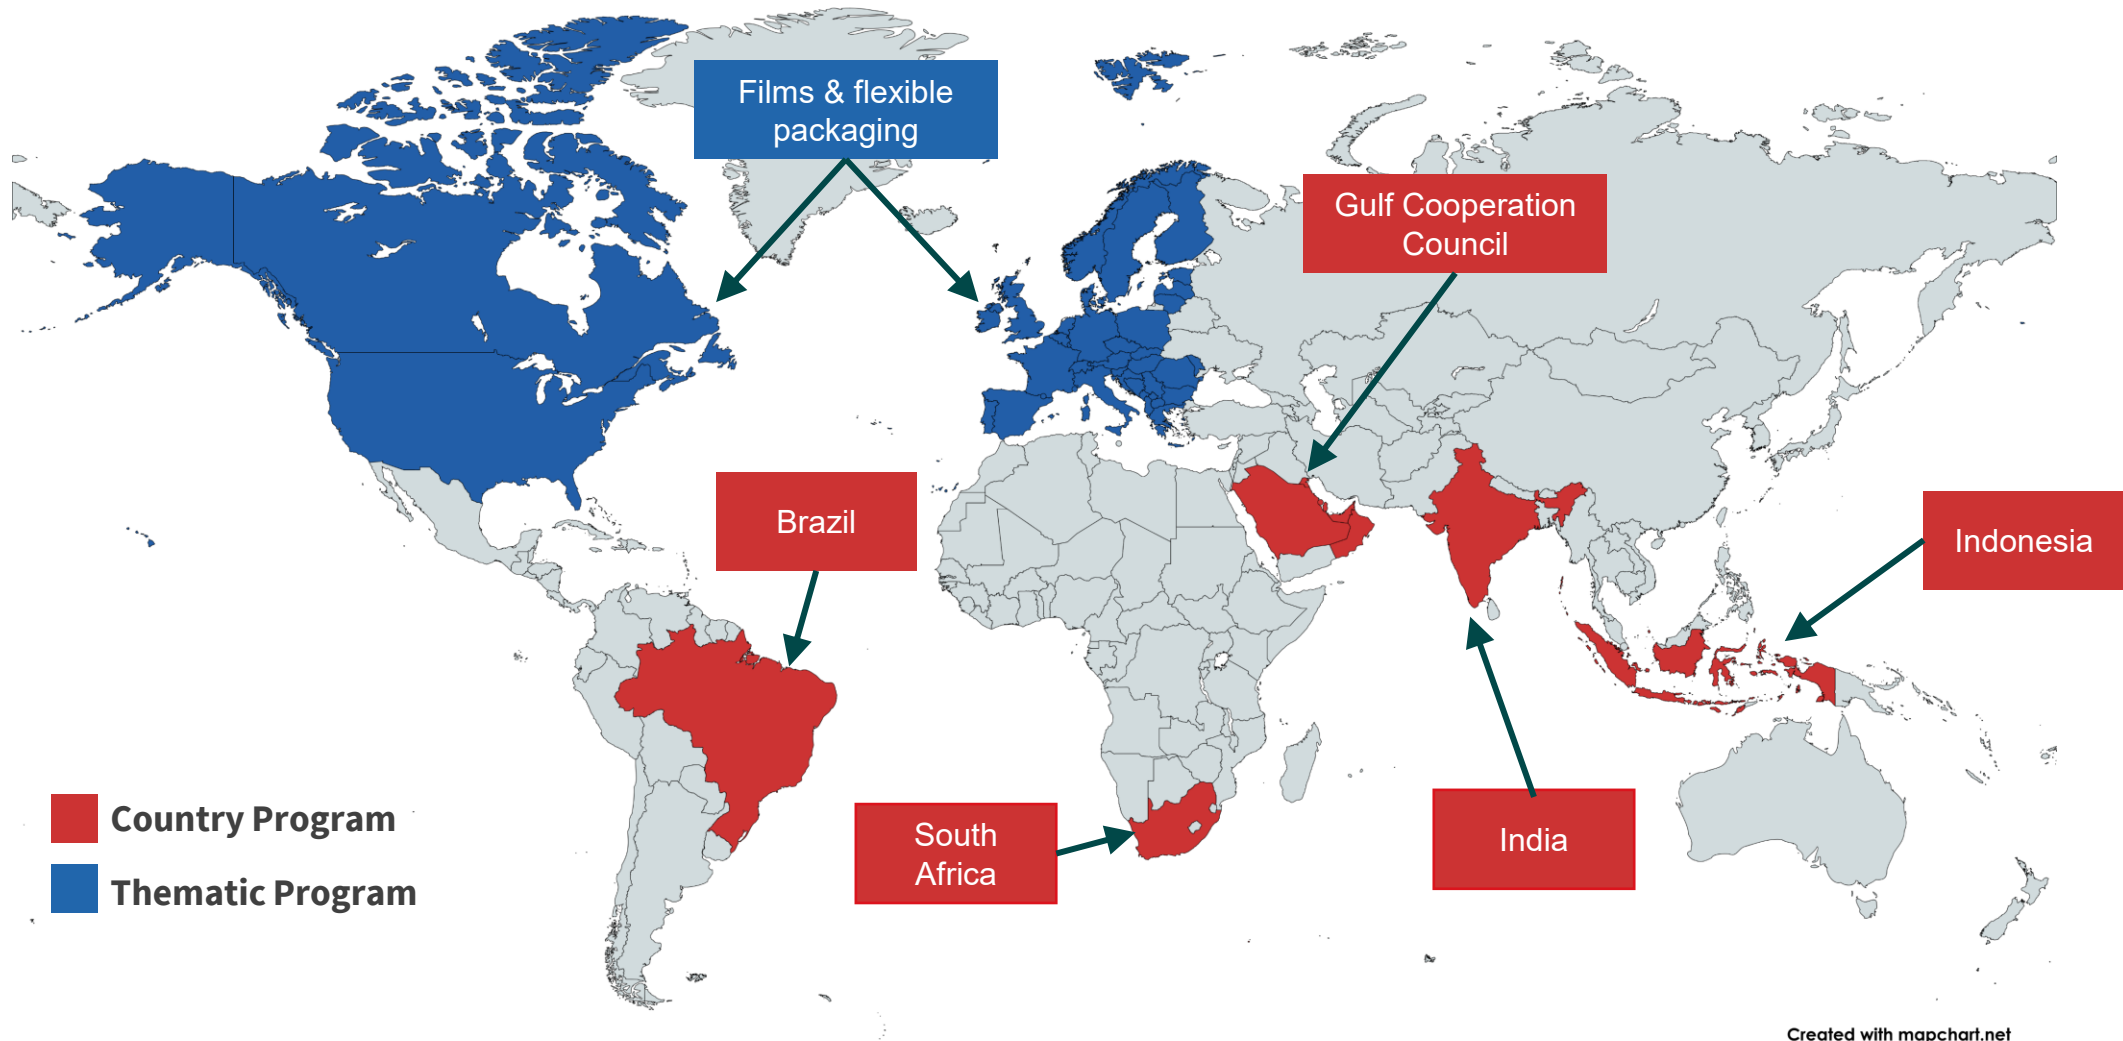 Films & flexible
packaging
Gulf Cooperation
Council
Brazil
Indonesia
South
Africa
India
Country Program
Thematic Program
Created with mapchart.net